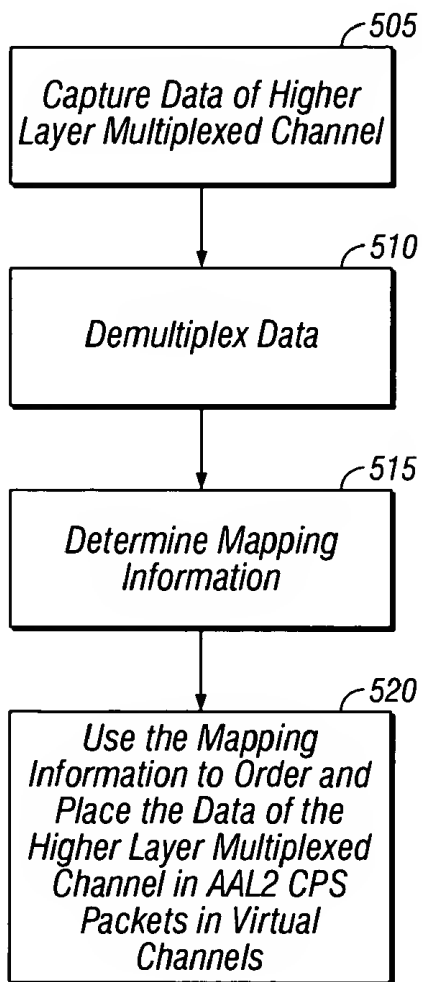 505
Capture Data of Higher
Layer Multiplexed Channel
510
Demultiplex Data
515
Determine Mapping
Information
520
Use the Mapping
Information to Order and
Place the Data of the
Higher Layer Multiplexed
Channel in AAL2 CPS
Packets in Virtual
Channels